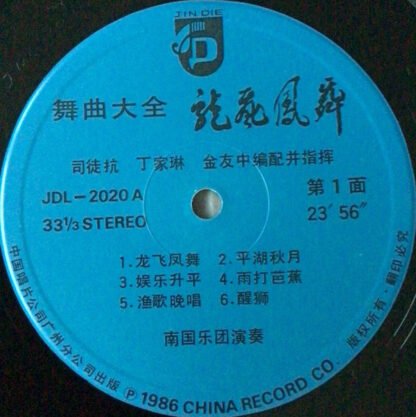 JIN DIE
舞曲大全 龍飛鳳舞
司徒抗 丁家琳 金友中编配并指挥
JDL-2020A 第1面
33⅓ STEREO 23′56″
1.龙飞凤舞 2.平湖秋月
3.娱乐升平 4.雨打芭蕉
5.渔歌晚唱 6.醒狮
南国乐团演奏
中国唱片公司广州分公司出版 Ⓟ 1986 CHINA RECORD CO. 版权所有·翻印必究